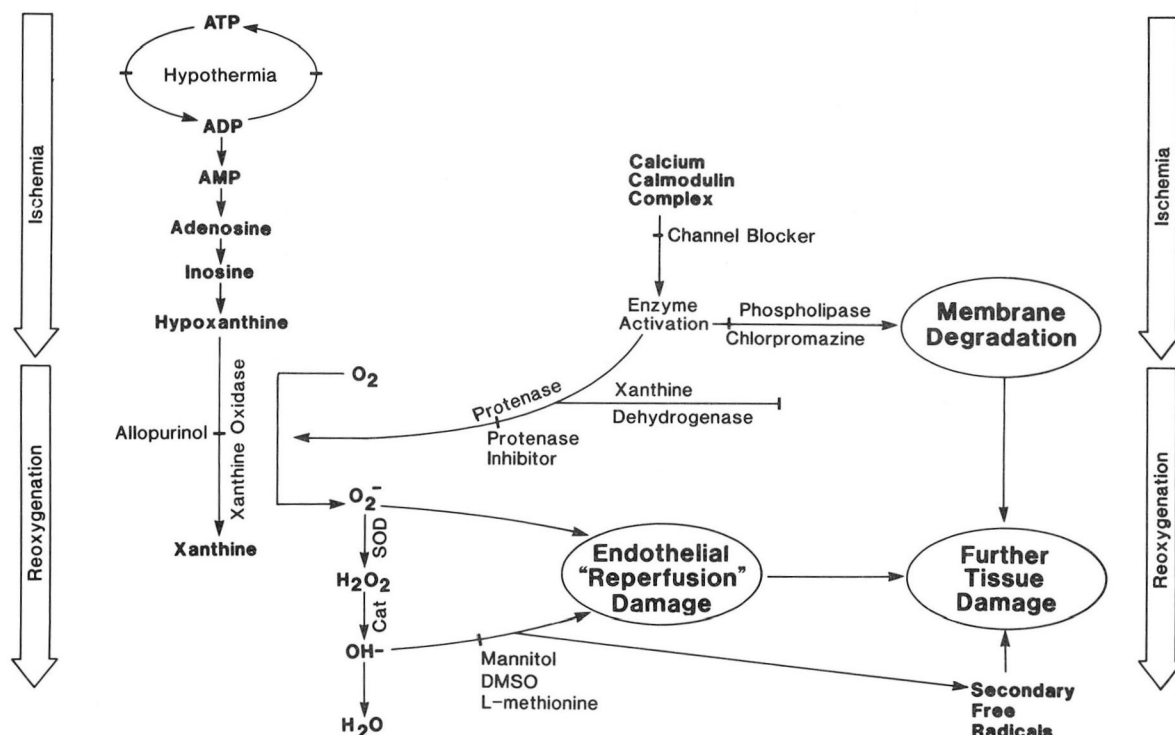 ATP
Hypothermia
ADP
AMP
Adenosine
Inosine
Hypoxanthine
Allopurinol
Xanthine Oxidase
Xanthine
Ischemia
Reoxygenation
O2
O2−
SOD
H2O2
Cat
OH−
H2O
Calcium
Calmodulin
Complex
Channel Blocker
Enzyme
Activation
Phospholipase
Chlorpromazine
Protenase
Protenase
Inhibitor
Xanthine
Dehydrogenase
Membrane
Degradation
Endothelial
"Reperfusion"
Damage
Mannitol
DMSO
L-methionine
Further
Tissue
Damage
Secondary
Free
Radicals
Ischemia
Reoxygenation